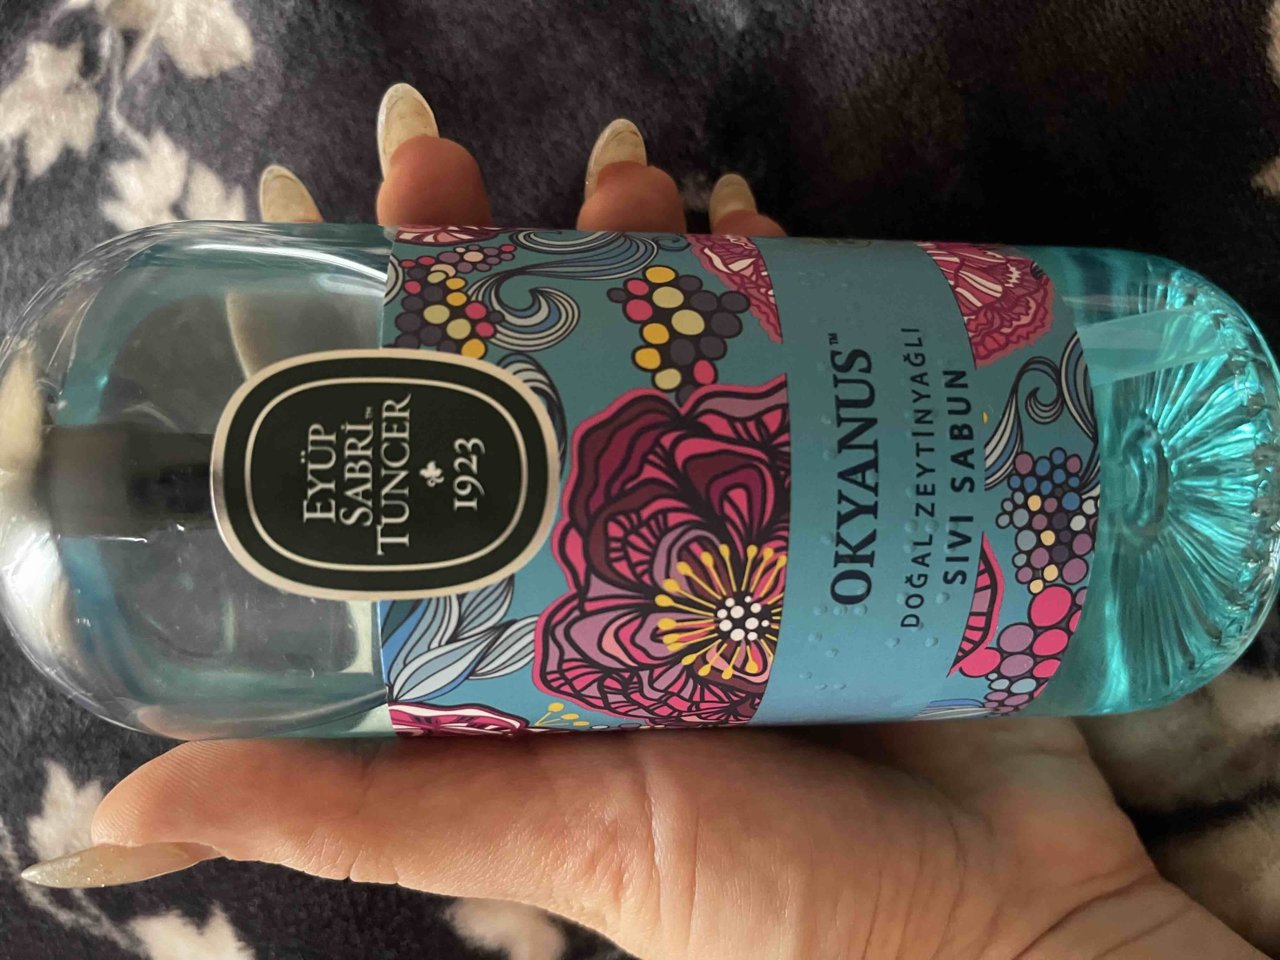 EYÜP
SABRİ™
TUNCER
1923
OKYANUS™
DOĞAL ZEYTİNYAĞLI
SIVI SABUN